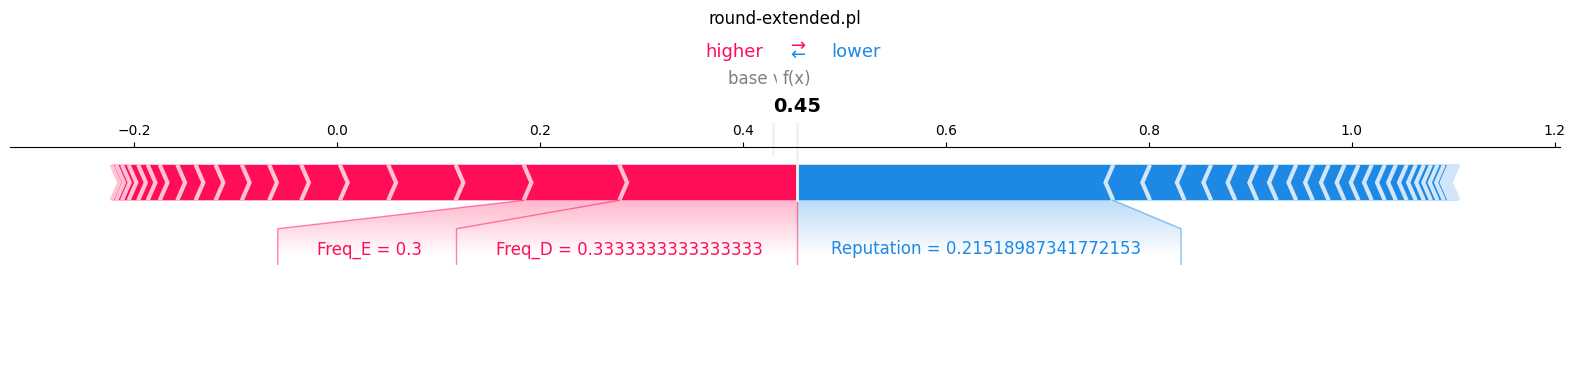 round-extended.pl
higher ⇄ lower
base f(x)
0.45
−0.2 0.0 0.2 0.4 0.6 0.8 1.0 1.2
Freq_E = 0.3 Freq_D = 0.3333333333333333 Reputation = 0.21518987341772153